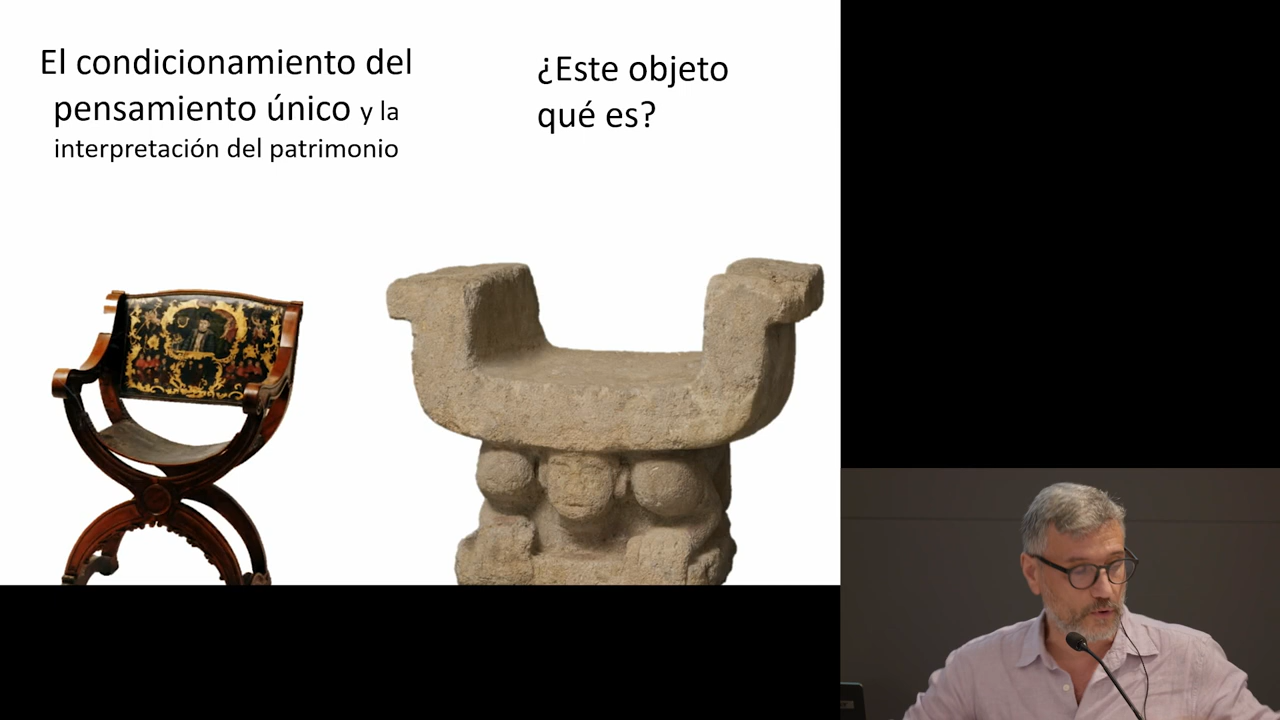 El condicionamiento del
pensamiento único y la
interpretación del patrimonio
¿Este objeto
qué es?